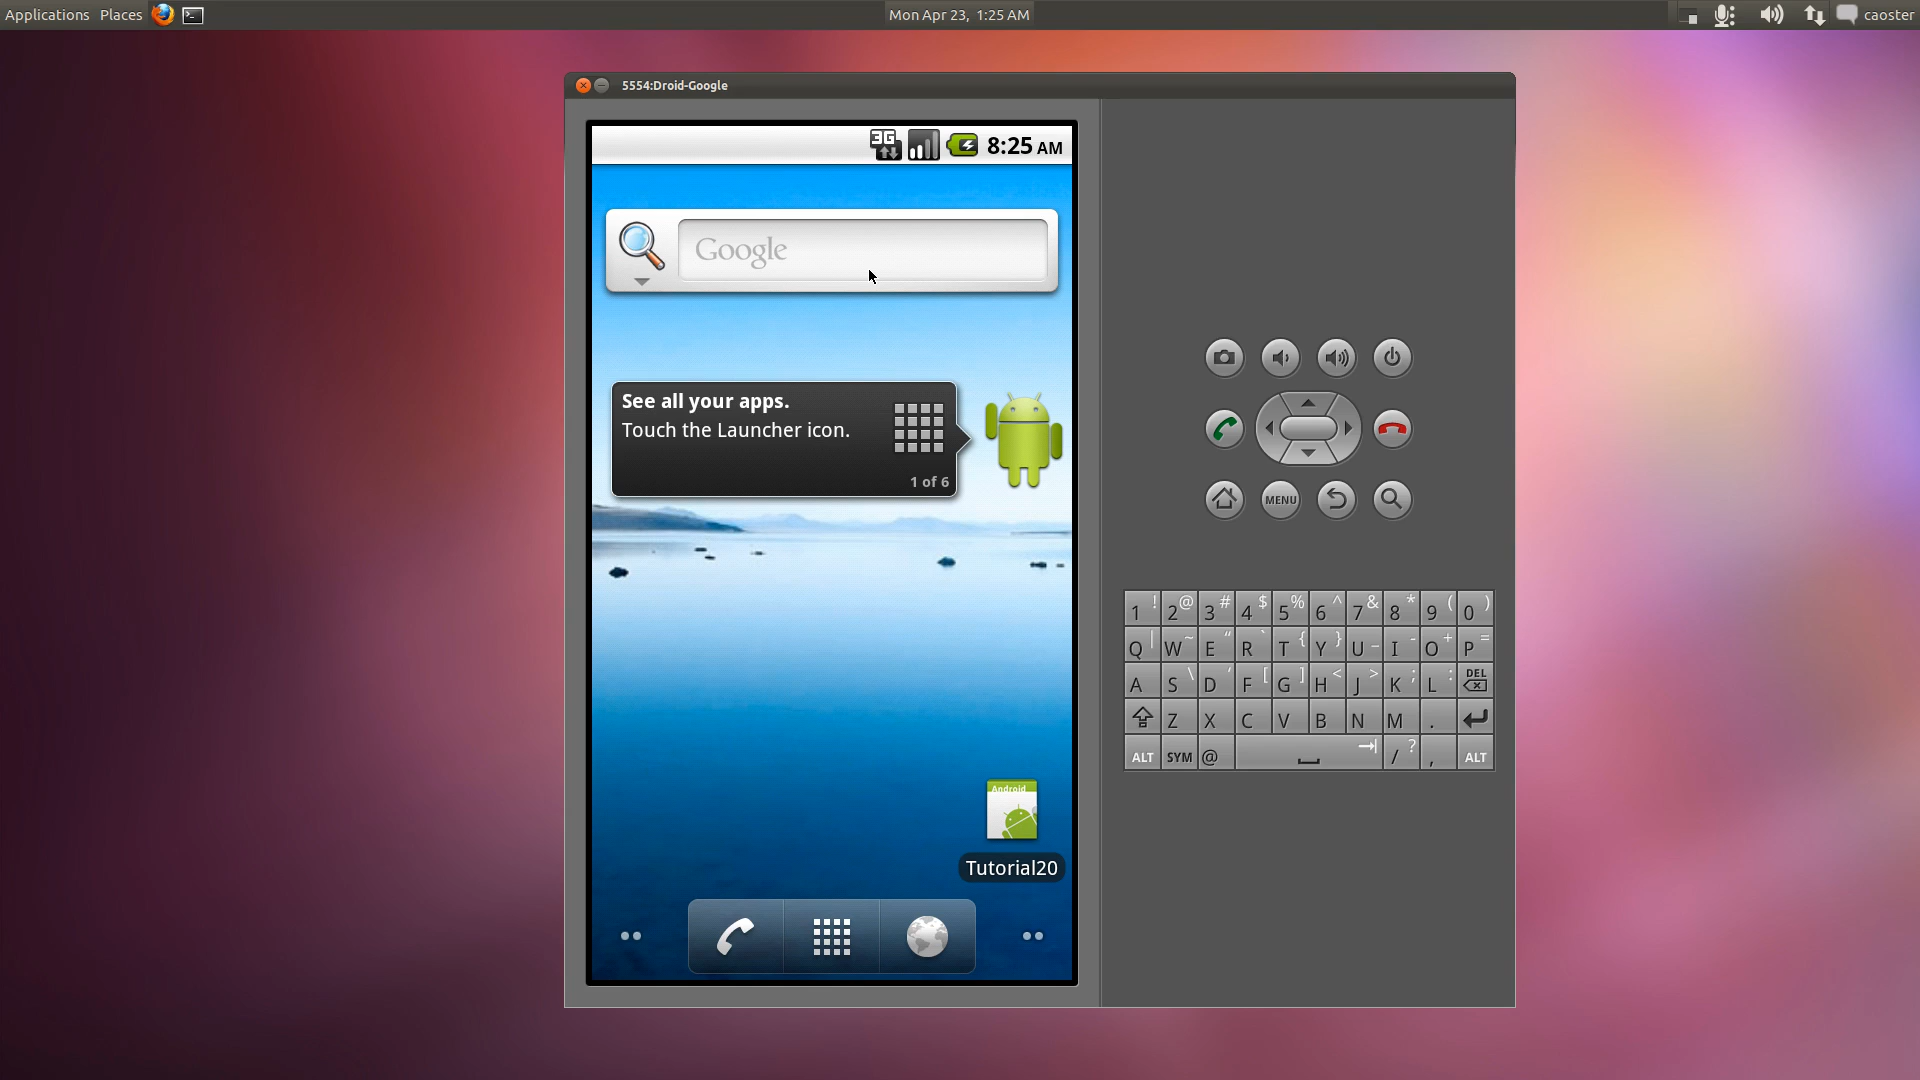 Applications Places Mon Apr 23, 1:25 AM caoster
5554:Droid-Google
3G 8:25 AM
Google
See all your apps.
Touch the Launcher icon.
1 of 6
MENU
1 ! 2 @ 3 # 4 $ 5 % 6 ^ 7 & 8 * 9 ( 0 )
Q | W ~ E “ R ` T { Y } U _ I - O + P =
A S \ D ' F [ G ] H < J > K ; L : DEL
Z X C V B N M .
ALT SYM @ / ? , ALT
Android
Tutorial20